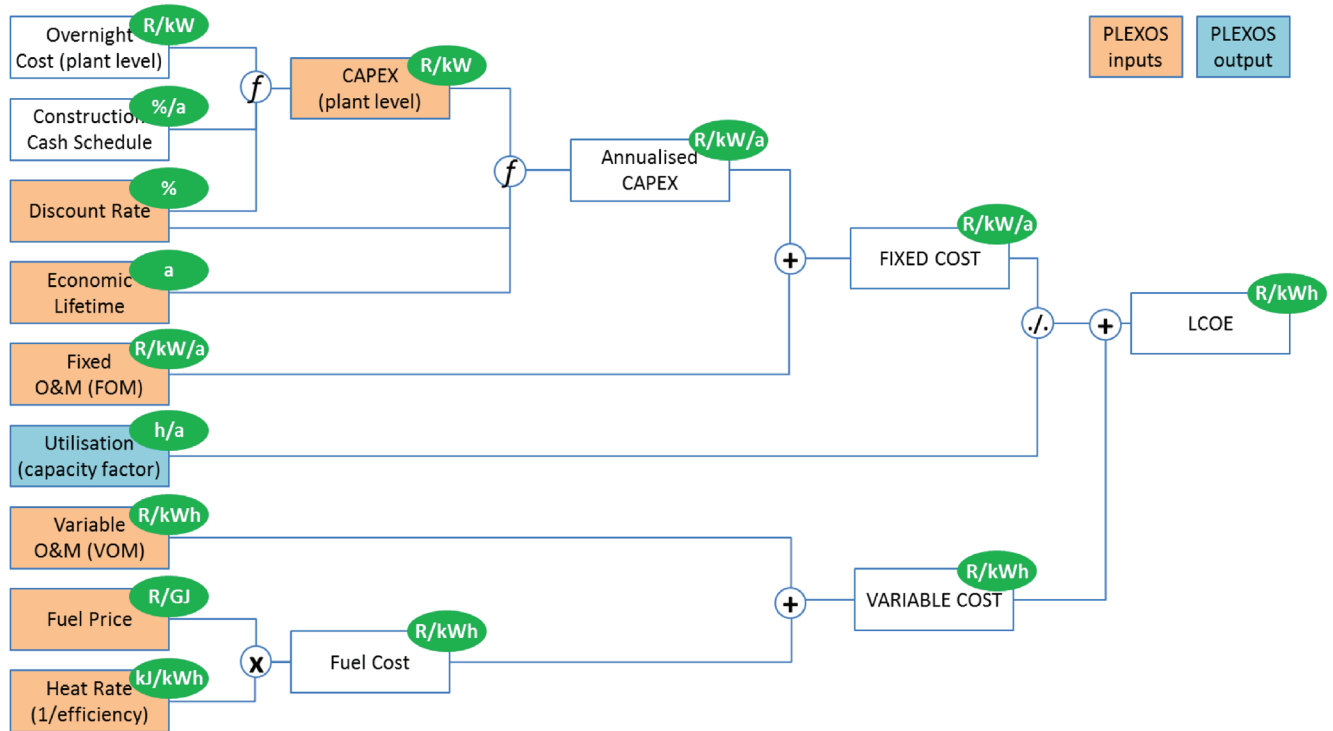 R/kW
Overnight
Cost (plant level)
%/a
Construction
Cash Schedule
%
Discount Rate
a
Economic
Lifetime
R/kW/a
Fixed
O&M (FOM)
h/a
Utilisation
(capacity factor)
R/kWh
Variable
O&M (VOM)
R/GJ
Fuel Price
kJ/kWh
Heat Rate
(1/efficiency)
f
R/kW
CAPEX
(plant level)
f
R/kW/a
Annualised
CAPEX
+
R/kW/a
FIXED COST
./.
+
R/kWh
LCOE
x
R/kWh
Fuel Cost
+
R/kWh
VARIABLE COST
PLEXOS
inputs
PLEXOS
output